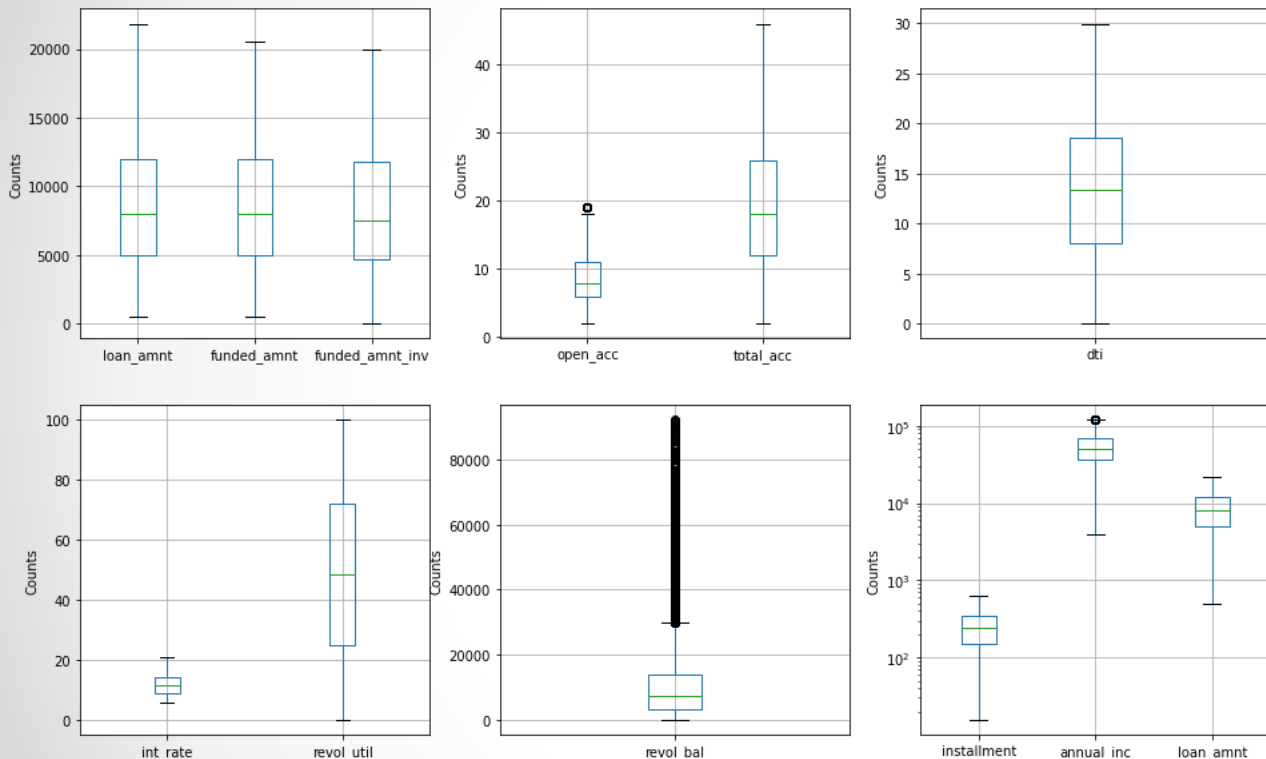 Counts
20000
15000
10000
5000
0
loan_amnt
funded_amnt
funded_amnt_inv
Counts
40
30
20
10
0
open_acc
total_acc
Counts
30
25
20
15
10
5
0
dti
Counts
100
80
60
40
20
0
int_rate
revol_util
Counts
80000
60000
40000
20000
0
revol_bal
Counts
10⁵
10⁴
10³
10²
installment
annual_inc
loan_amnt